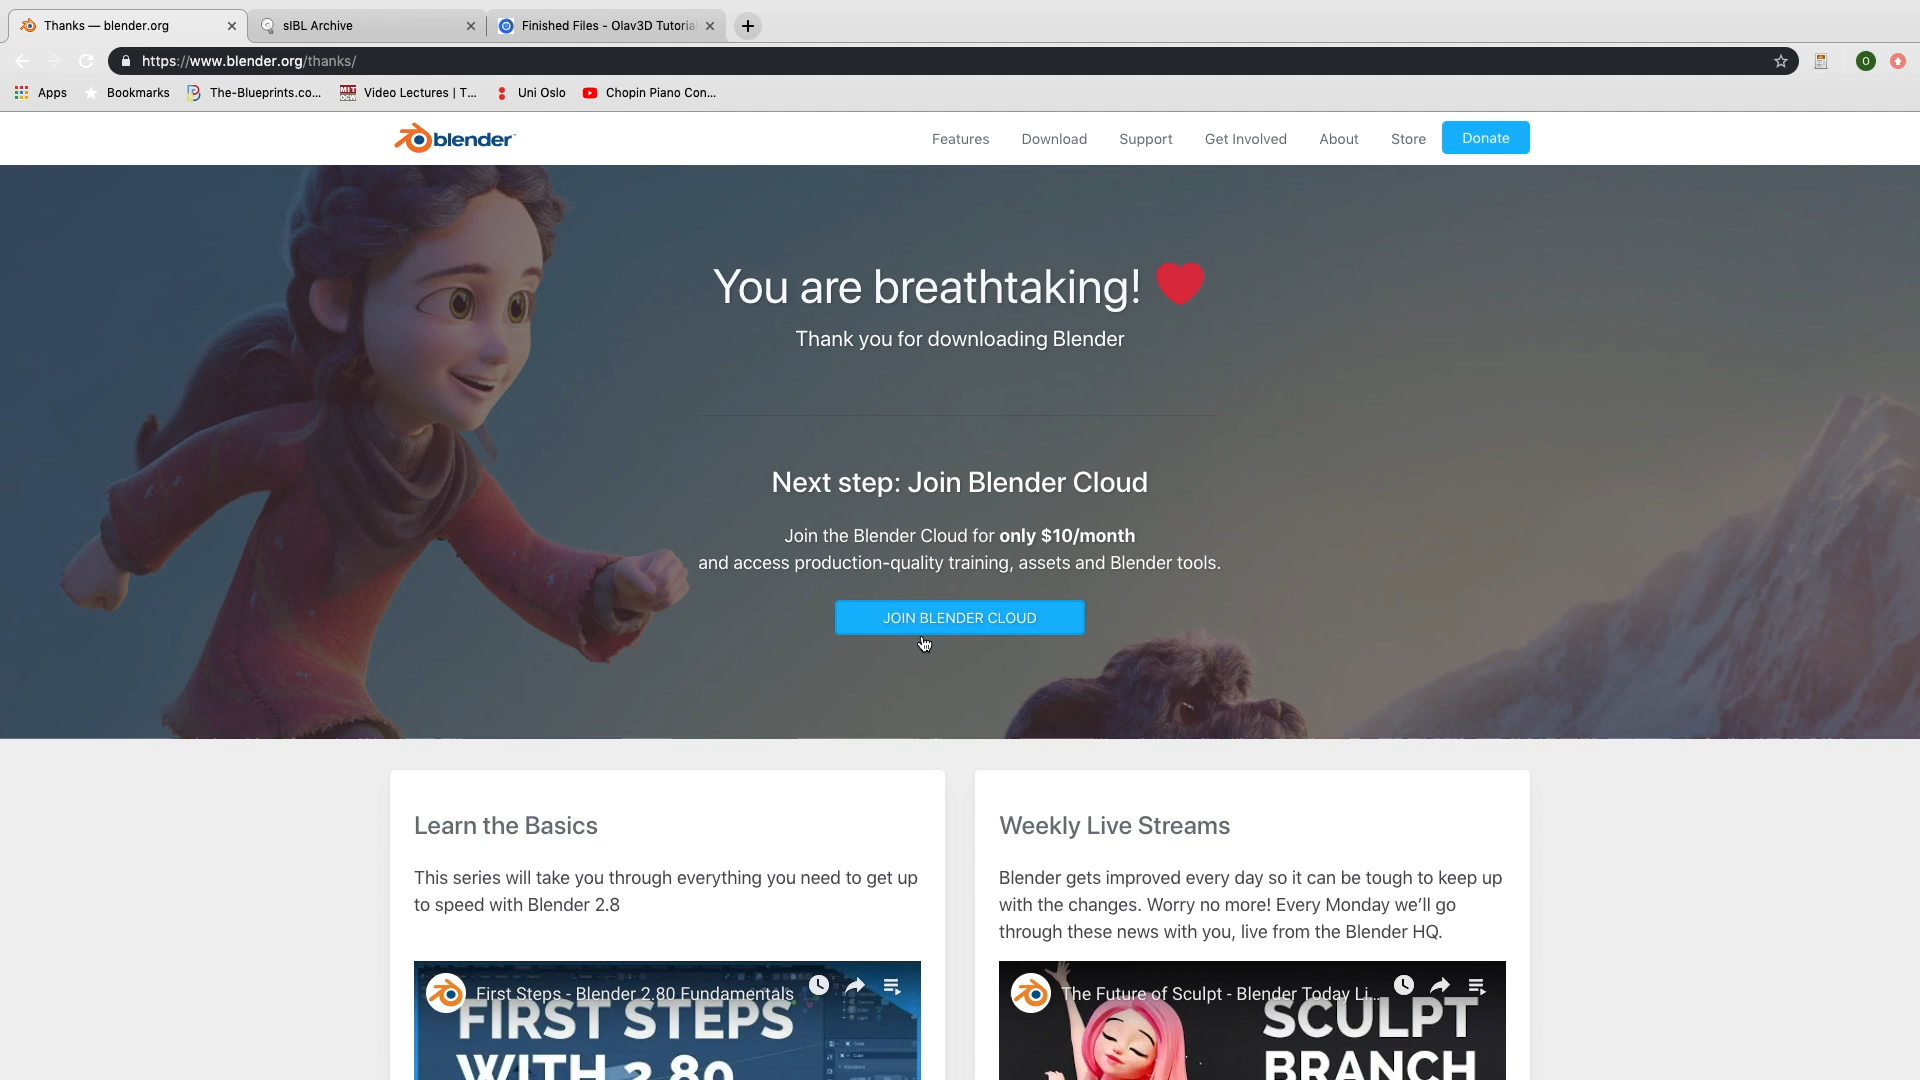 Thanks — blender.org
sIBL Archive
Finished Files - Olav3D Tutoria
https://www.blender.org/thanks/
O
Apps
Bookmarks
The-Blueprints.co...
MIT
OCW
Video Lectures | T...
Uni Oslo
Chopin Piano Con...
blender
Features
Download
Support
Get Involved
About
Store
Donate
You are breathtaking!
Thank you for downloading Blender
Next step: Join Blender Cloud
Join the Blender Cloud for only $10/month
and access production-quality training, assets and Blender tools.
JOIN BLENDER CLOUD
Learn the Basics
This series will take you through everything you need to get up
to speed with Blender 2.8
First Steps - Blender 2.80 Fundamentals
FIRST STEPS
WITH 2.80
Weekly Live Streams
Blender gets improved every day so it can be tough to keep up
with the changes. Worry no more! Every Monday we'll go
through these news with you, live from the Blender HQ.
The Future of Sculpt - Blender Today Li...
SCULPT
BRANCH